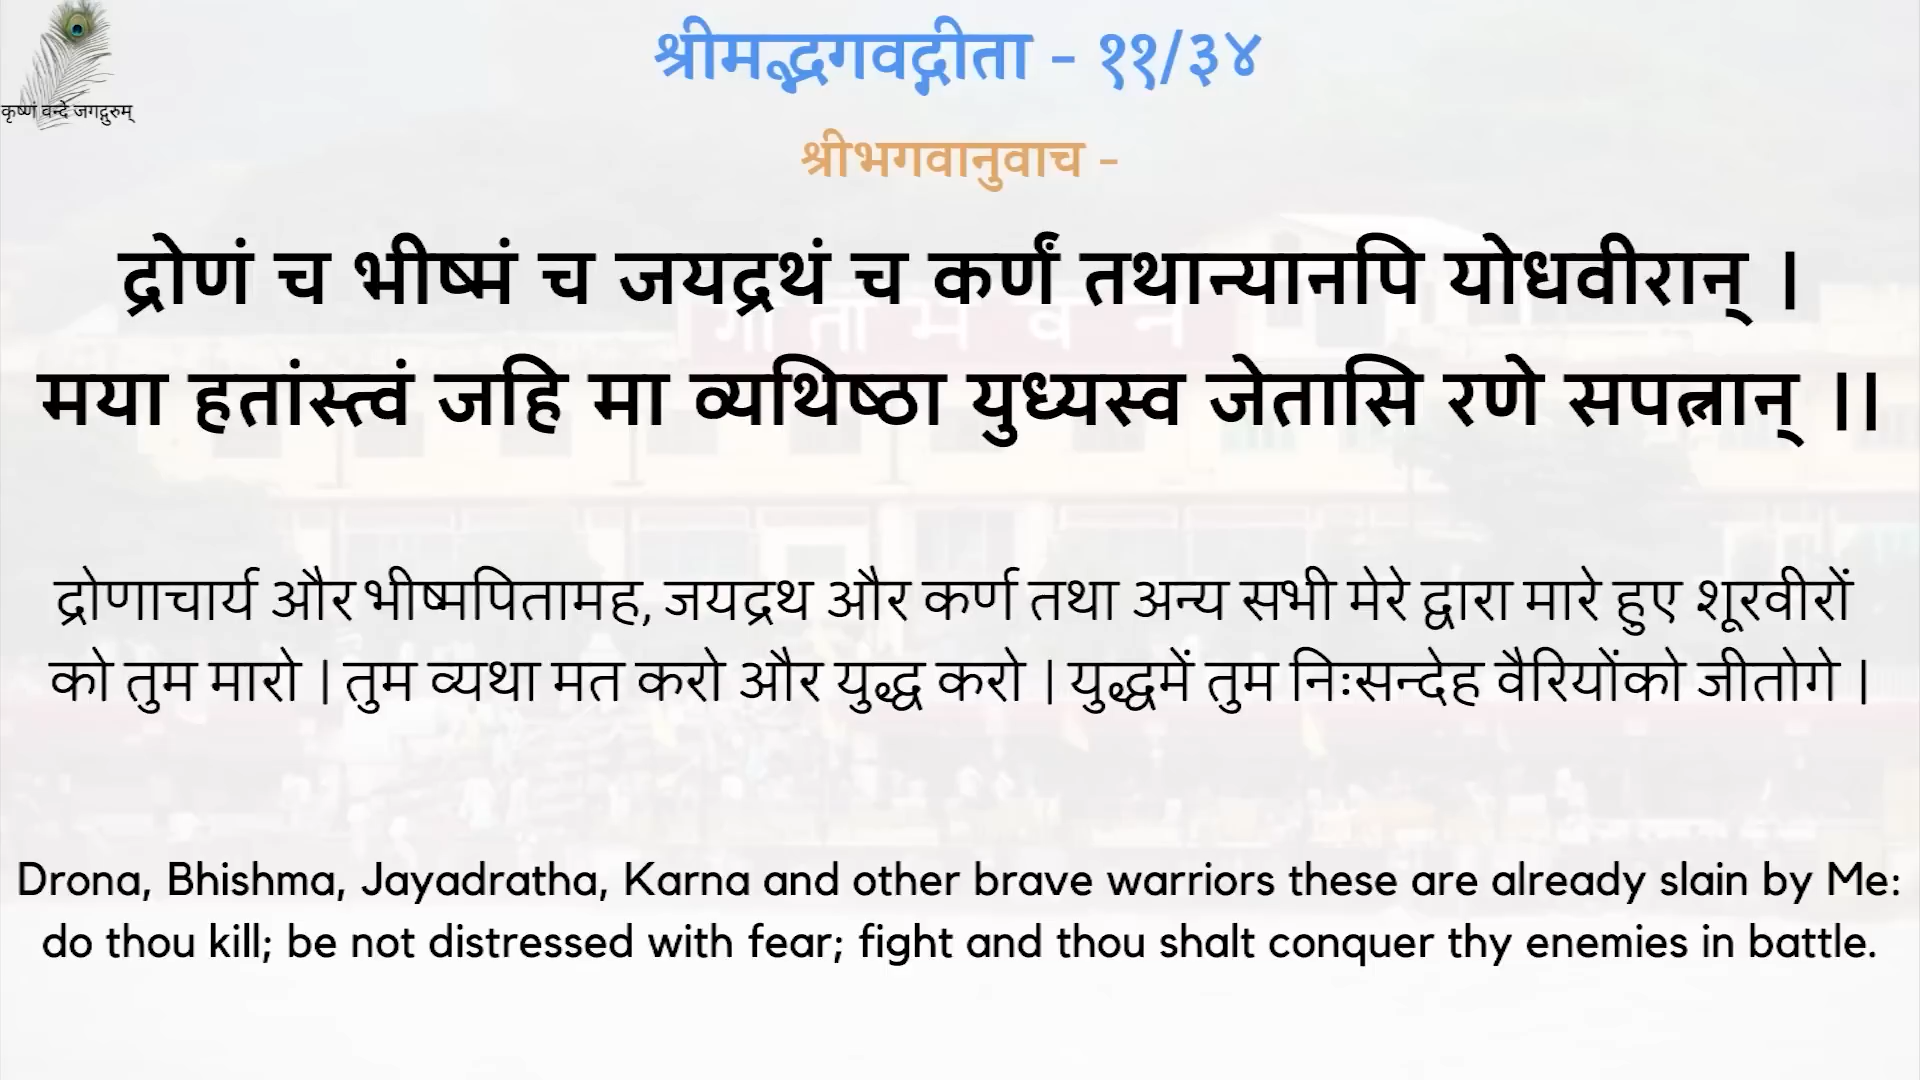 श्रीमद्भगवद्गीता - ११/३४
कृष्णं वन्दे जगद्गुरुम्
श्रीभगवानुवाच -
द्रोणं च भीष्मं च जयद्रथं च कर्णं तथान्यानपि योधवीरान् ।
गीता भवन
मया हतांस्त्वं जहि मा व्यथिष्ठा युध्यस्व जेतासि रणे सपत्नान् ।।
द्रोणाचार्य और भीष्मपितामह, जयद्रथ और कर्ण तथा अन्य सभी मेरे द्वारा मारे हुए शूरवीरों
को तुम मारो । तुम व्यथा मत करो और युद्ध करो । युद्धमें तुम निःसन्देह वैरियोंको जीतोगे ।
Drona, Bhishma, Jayadratha, Karna and other brave warriors these are already slain by Me:
do thou kill; be not distressed with fear; fight and thou shalt conquer thy enemies in battle.